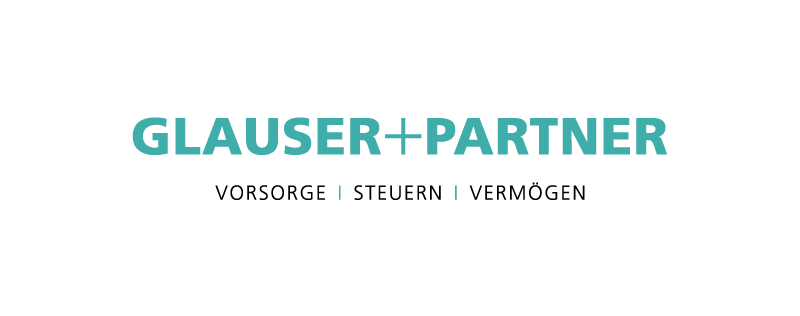 GLAUSER+PARTNER
VORSORGE | STEUERN | VERMÖGEN